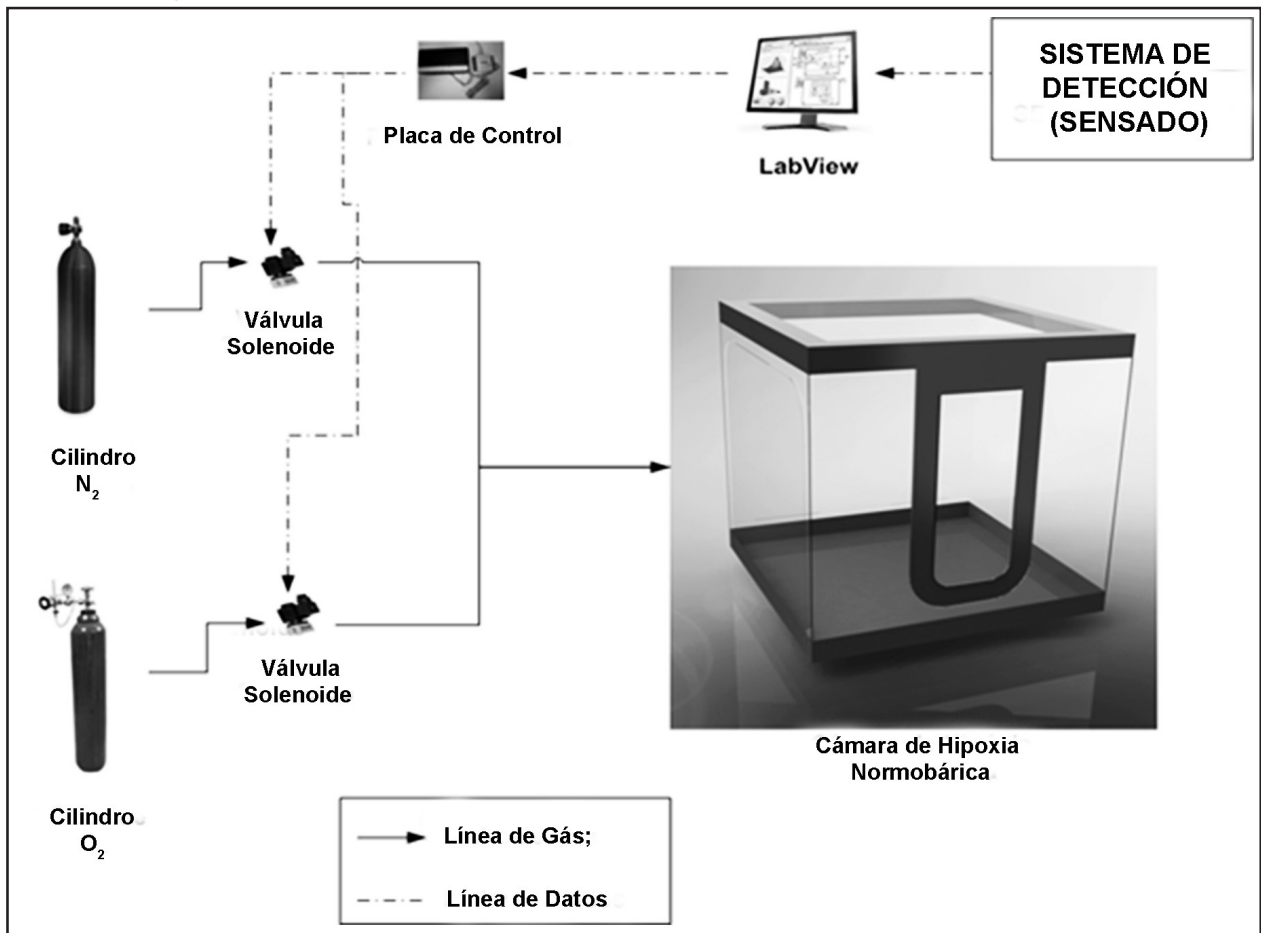 SISTEMA DE
DETECCIÓN
(SENSADO)
Placa de Control
LabView
Válvula
Solenoide
Cilindro
N₂
Válvula
Solenoide
Cámara de Hipoxia
Normobárica
Cilindro
O₂
Línea de Gás;
Línea de Datos